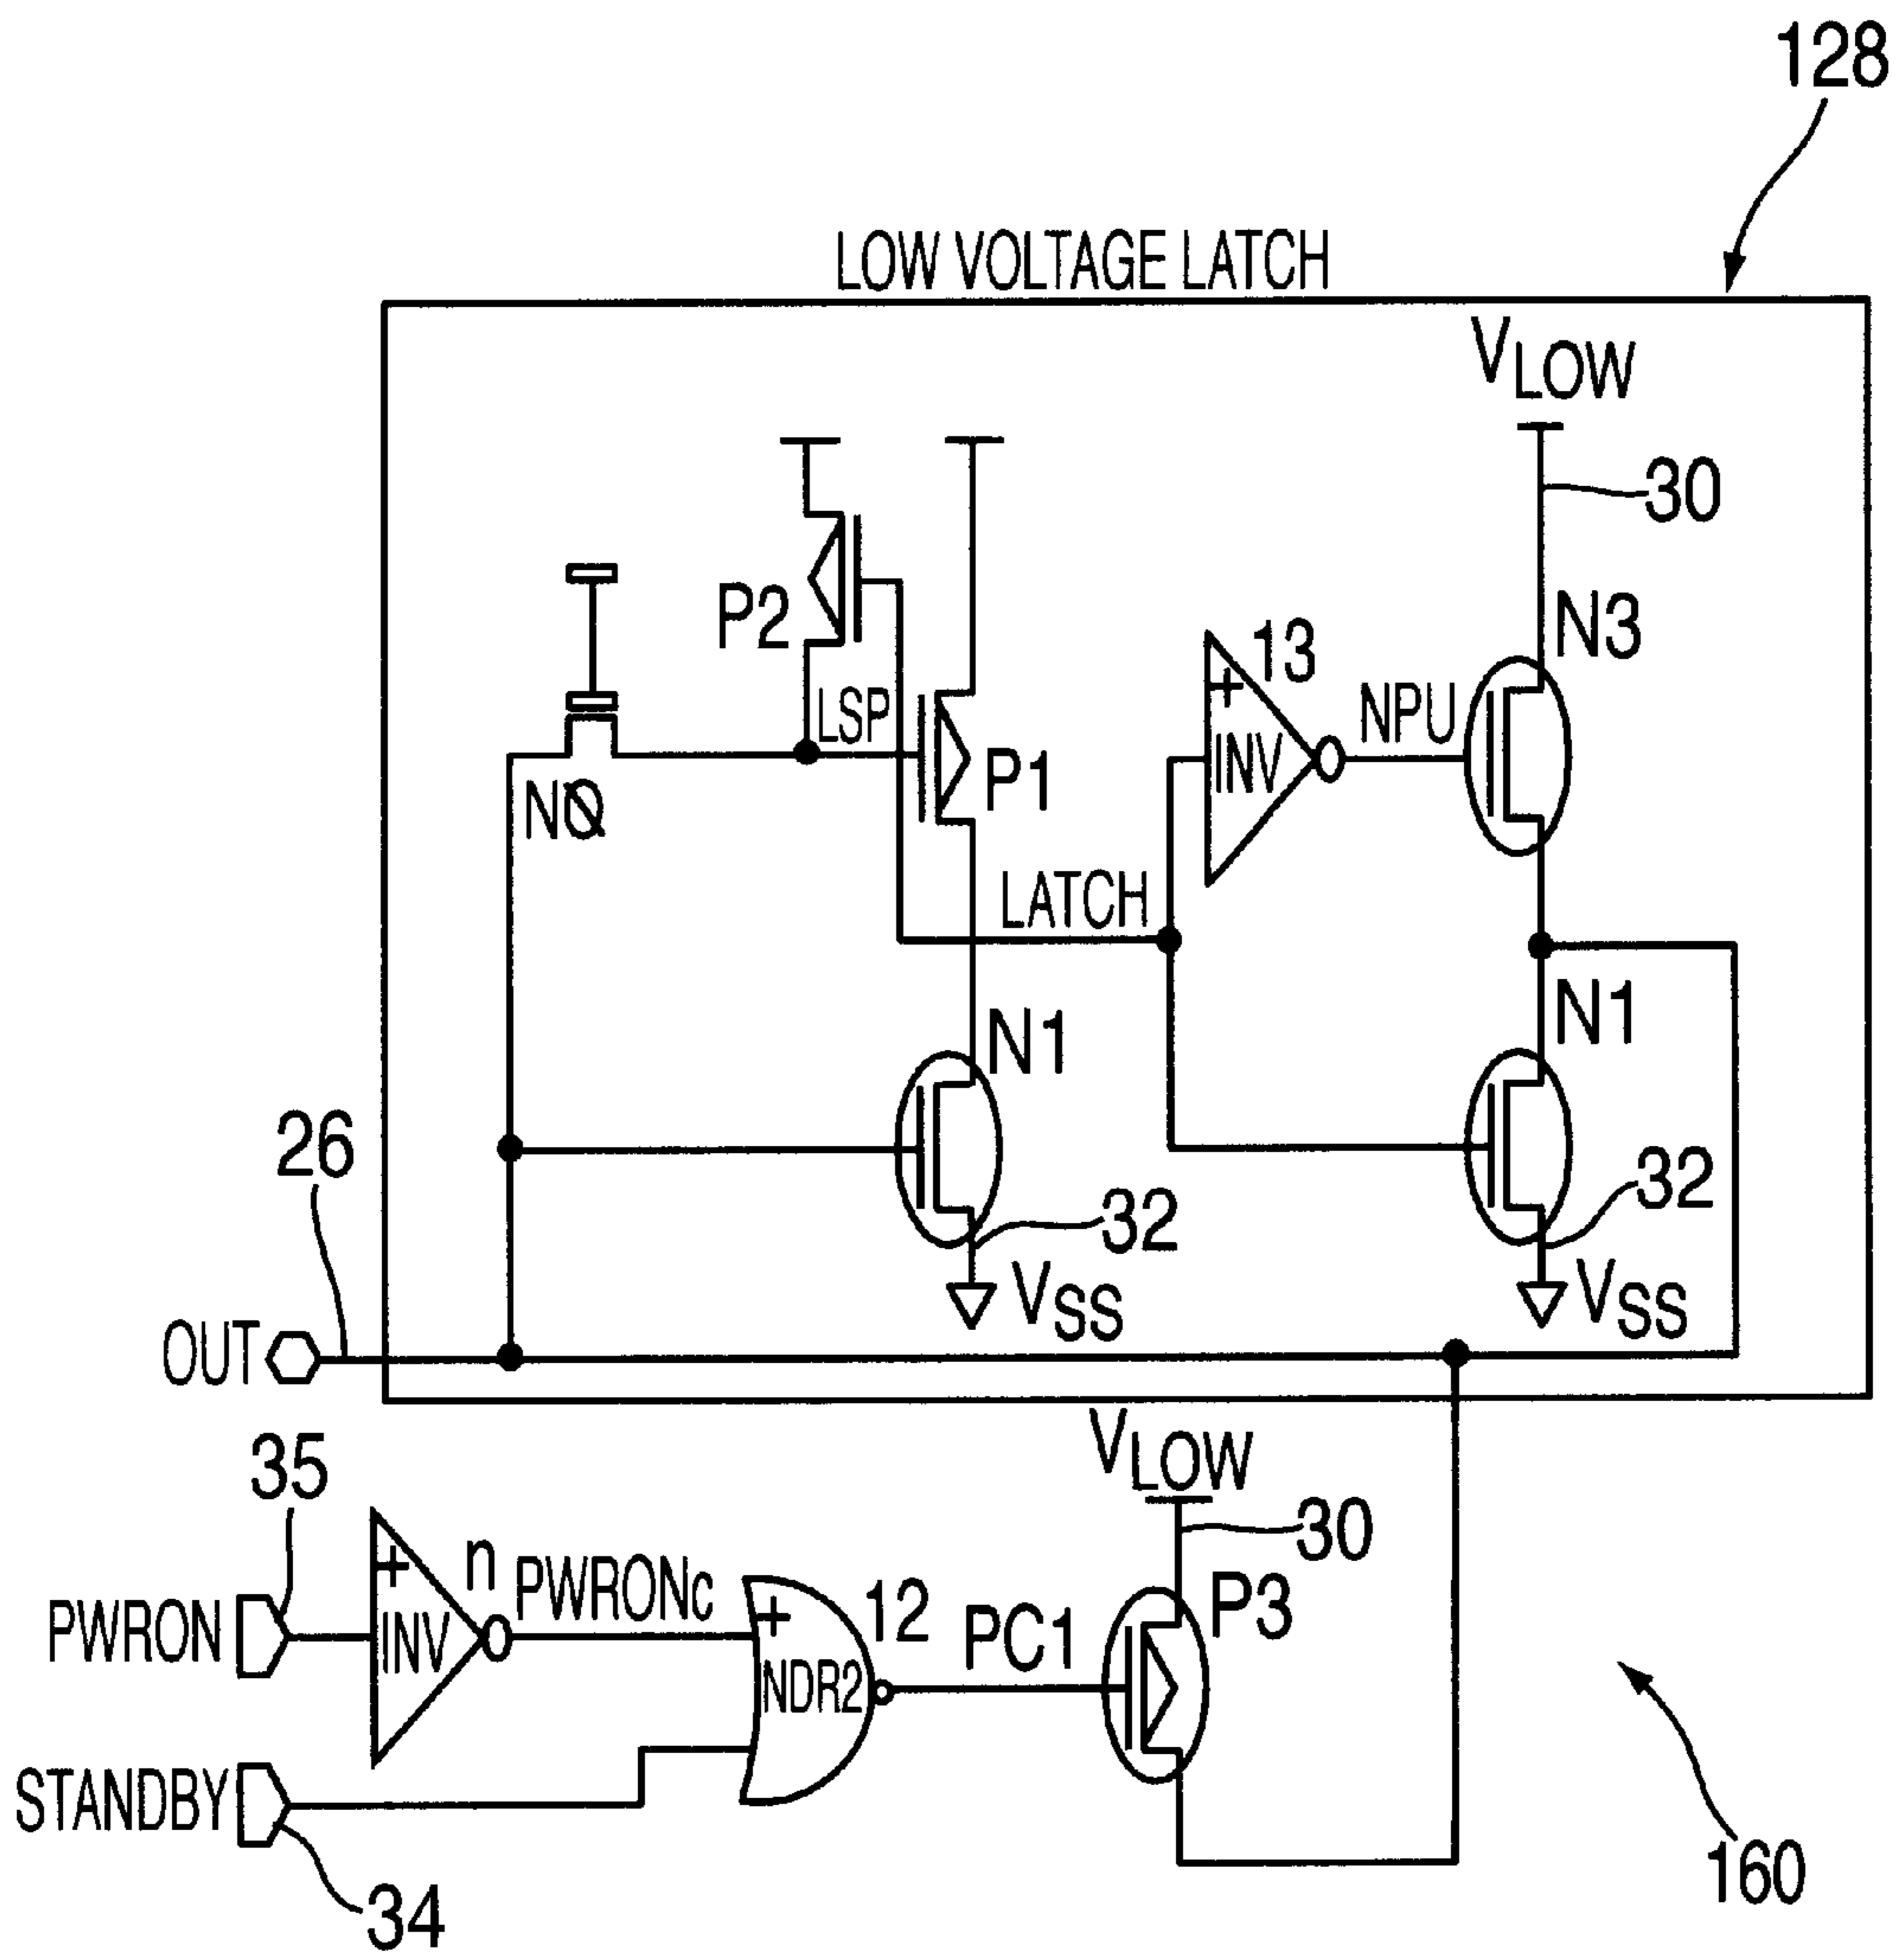 128
LOW VOLTAGE LATCH
VLOW
30
P2
N3
13
+
INV
NPU
LSP
P1
NØ
LATCH
N1
N1
26
32
32
VSS
VSS
OUT
VLOW
35
30
+
INV
n
PWRONc
12
PC1
P3
PWRON
+
NDR2
STANDBY
34
160